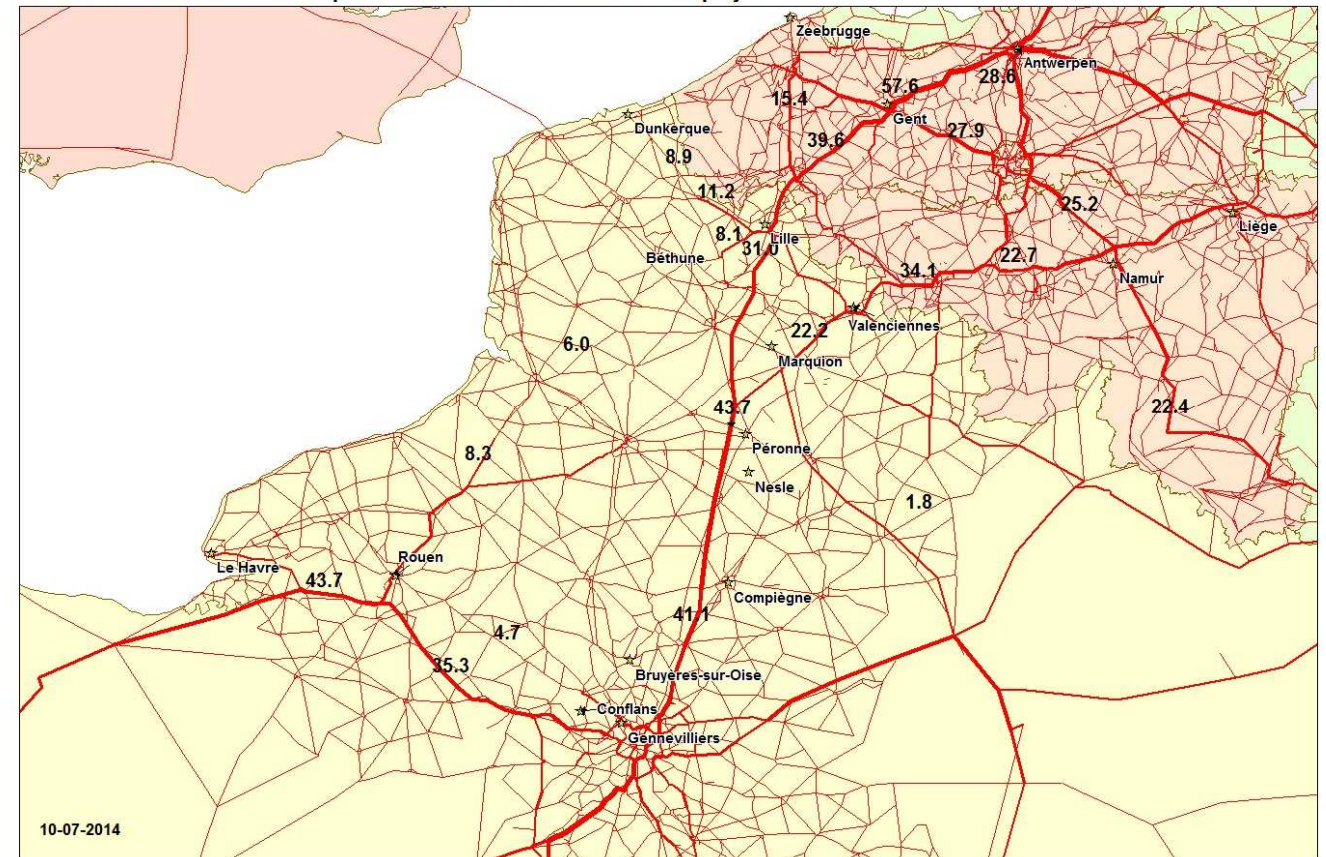 Zeebrugge
Antwerpen
28.6
57.6
15.4
Gent
Dunkerque
27.9
39.6
8.9
11.2
25.2
Liège
8.1
Lille
31.0
Béthune
22.7
34.1
Namur
Valenciennes
22.2
6.0
Marquion
43.7
22.4
Péronne
8.3
Nesle
1.8
Rouen
Le Havre
43.7
Compiègne
41.1
4.7
35.3
Bruyères-sur-Oise
Conflans
Gennevilliers
10-07-2014